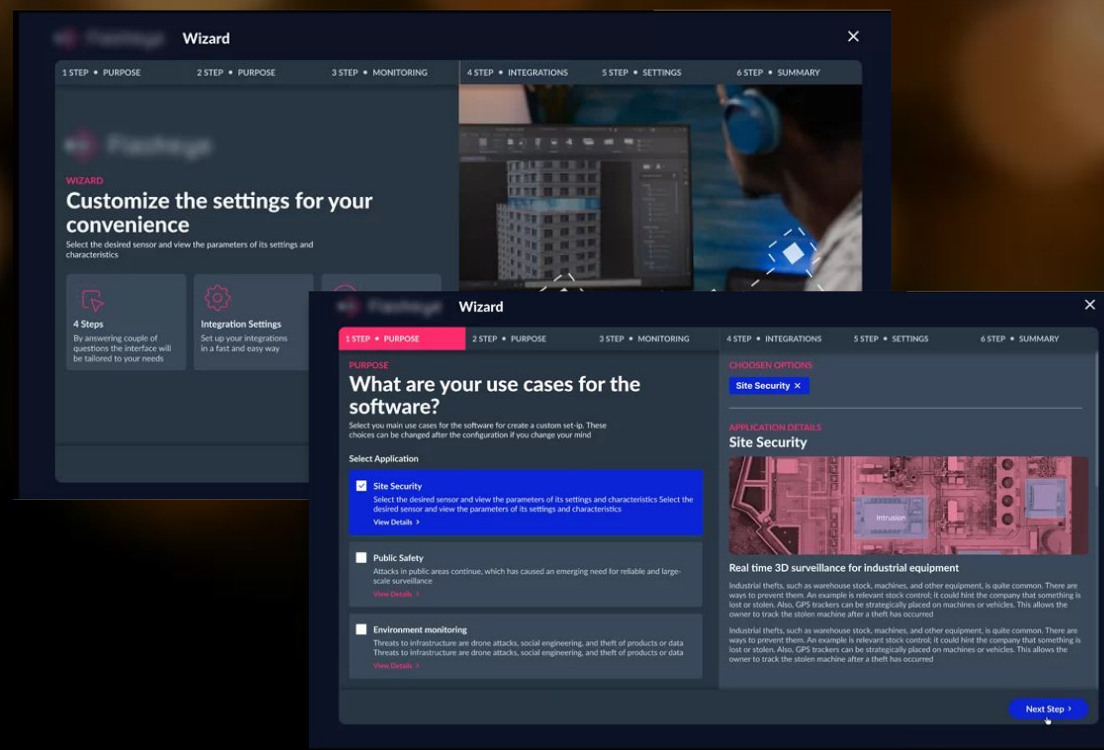 Wizard
1 STEP • PURPOSE
2 STEP • PURPOSE
3 STEP • MONITORING
4 STEP • INTEGRATIONS
5 STEP • SETTINGS
6 STEP • SUMMARY
WIZARD
Customize the settings for your
convenience
Select the desired sensor and view the parameters of its settings and
characteristics
4 Steps
By answering couple of
questions the interface will
be tailored to your needs
Integration Settings
Set up your integrations
in a fast and easy way
Wizard
1 STEP • PURPOSE
2 STEP • PURPOSE
3 STEP • MONITORING
4 STEP • INTEGRATIONS
5 STEP • SETTINGS
6 STEP • SUMMARY
PURPOSE
What are your use cases for the
software?
Select you main use cases for the software for create a custom set-ip. These
choices can be changed after the configuration if you change your mind
Select Application
Site Security
Select the desired sensor and view the parameters of its settings and characteristics Select the
desired sensor and view the parameters of its settings and characteristics
View Details >
Public Safety
Attacks in public areas continue, which has caused an emerging need for reliable and large-
scale surveillance
View Details >
Environment monitoring
Threats to infrastructure are drone attacks, social engineering, and theft of products or data
Threats to infrastructure are drone attacks, social engineering, and theft of products or data
View Details >
CHOOSEN OPTIONS
Site Security ×
APPLICATION DETAILS
Site Security
Intrusion
Real time 3D surveillance for industrial equipment
Industrial thefts, such as warehouse stock, machines, and other equipment, is quite common. There are
ways to prevent them. An example is relevant stock control; it could hint the company that something is
lost or stolen. Also, GPS trackers can be strategically placed on machines or vehicles. This allows the
owner to track the stolen machine after a theft has occurred
Industrial thefts, such as warehouse stock, machines, and other equipment, is quite common. There are
ways to prevent them. An example is relevant stock control; it could hint the company that something is
lost or stolen. Also, GPS trackers can be strategically placed on machines or vehicles. This allows the
owner to track the stolen machine after a theft has occurred
Next Step >